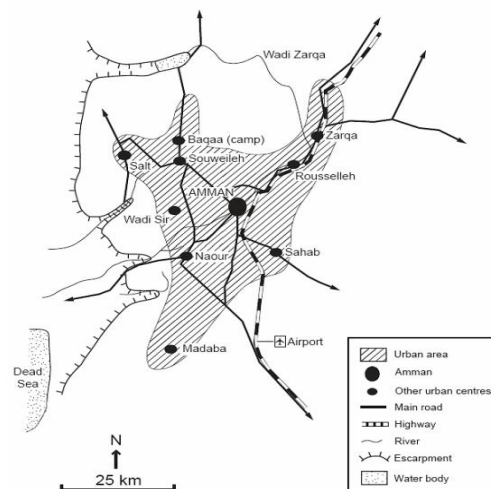 Wadi Zarqa
Baqaa (camp)
Zarqa
Salt
Souweileh
Rousselleh
AMMAN
Wadi Sir
Sahab
Naour
Airport
Madaba
Dead
Sea
N
25 km
Urban area
Amman
Other urban centres
Main road
Highway
River
Escarpment
Water body